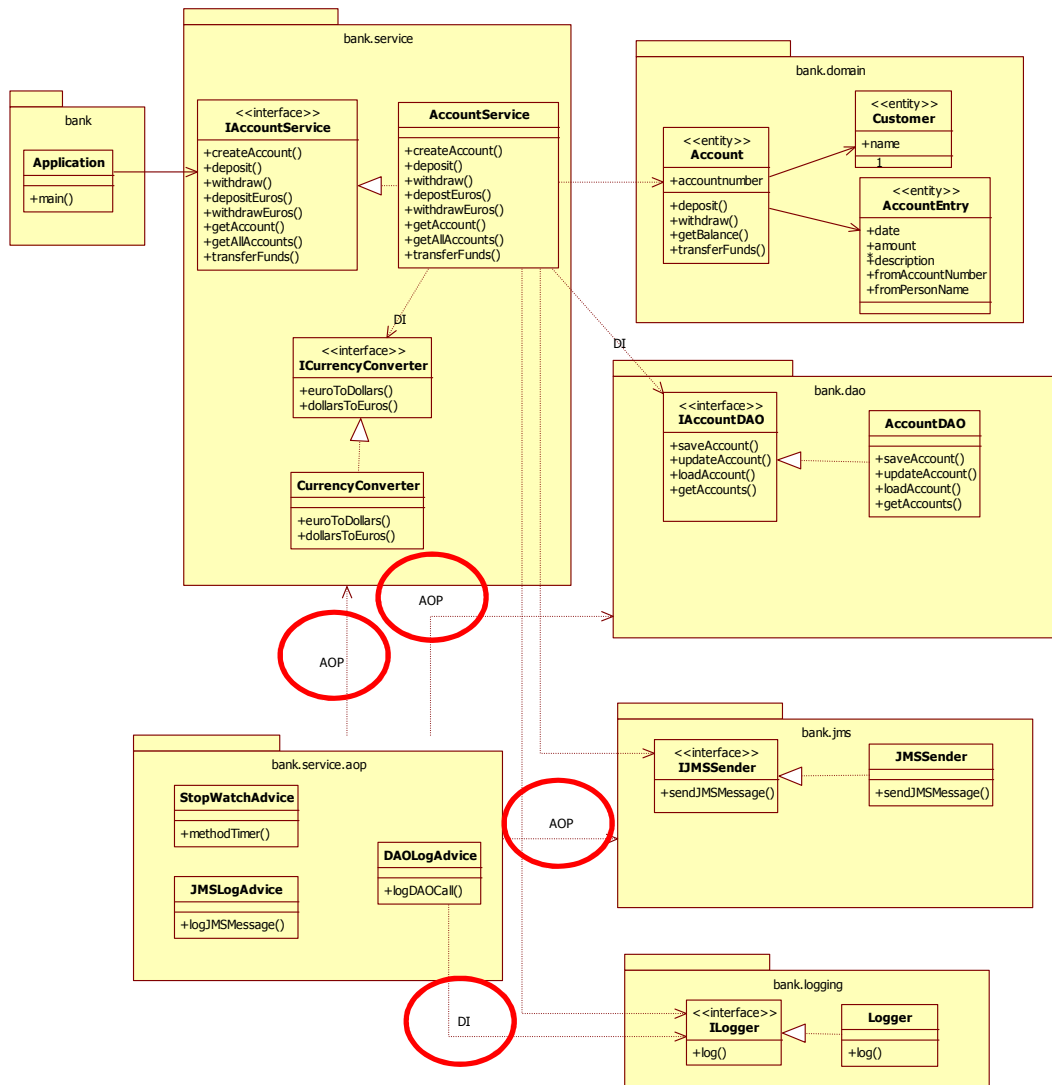 bank.service
<<interface>>
IAccountService
+createAccount()
+deposit()
+withdraw()
+depositEuros()
+withdrawEuros()
+getAccount()
+getAllAccounts()
+transferFunds()
AccountService
+createAccount()
+deposit()
+withdraw()
+depostEuros()
+withdrawEuros()
+getAccount()
+getAllAccounts()
+transferFunds()
DI
<<interface>>
ICurrencyConverter
+euroToDollars()
+dollarsToEuros()
CurrencyConverter
+euroToDollars()
+dollarsToEuros()
bank
Application
+main()
bank.domain
<<entity>>
Account
+accountnumber
+deposit()
+withdraw()
+getBalance()
+transferFunds()
<<entity>>
Customer
+name
1
<<entity>>
AccountEntry
+date
+amount
*
+description
+fromAccountNumber
+fromPersonName
DI
bank.dao
<<interface>>
IAccountDAO
+saveAccount()
+updateAccount()
+loadAccount()
+getAccounts()
AccountDAO
+saveAccount()
+updateAccount()
+loadAccount()
+getAccounts()
AOP
AOP
bank.service.aop
StopWatchAdvice
+methodTimer()
JMSLogAdvice
+logJMSMessage()
DAOLogAdvice
+logDAOCall()
AOP
bank.jms
<<interface>>
IJMSSender
+sendJMSMessage()
JMSSender
+sendJMSMessage()
DI
bank.logging
<<interface>>
ILogger
+log()
Logger
+log()